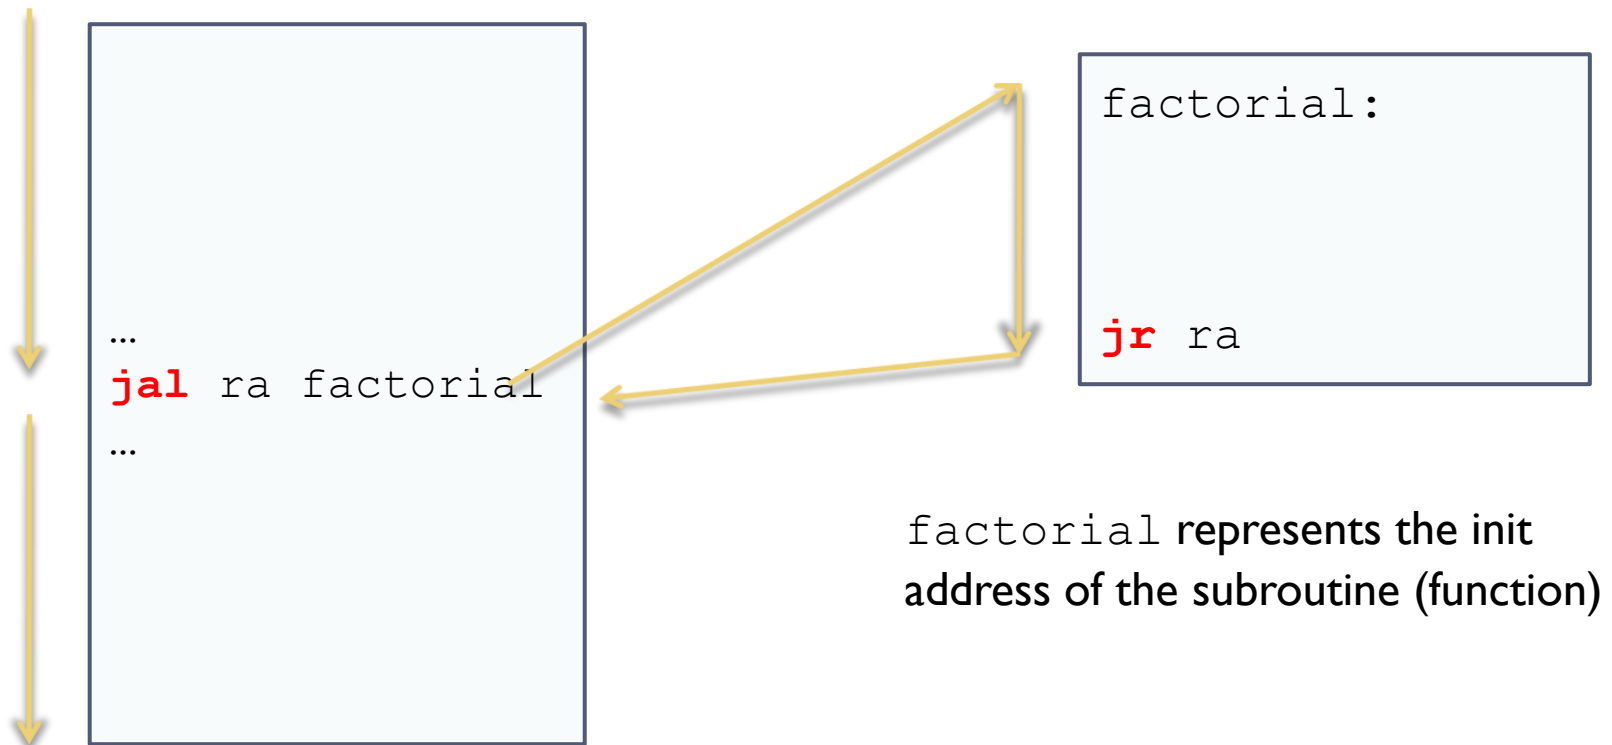 …
jal ra factorial
…
factorial:
jr ra
factorial represents the init
address of the subroutine (function)